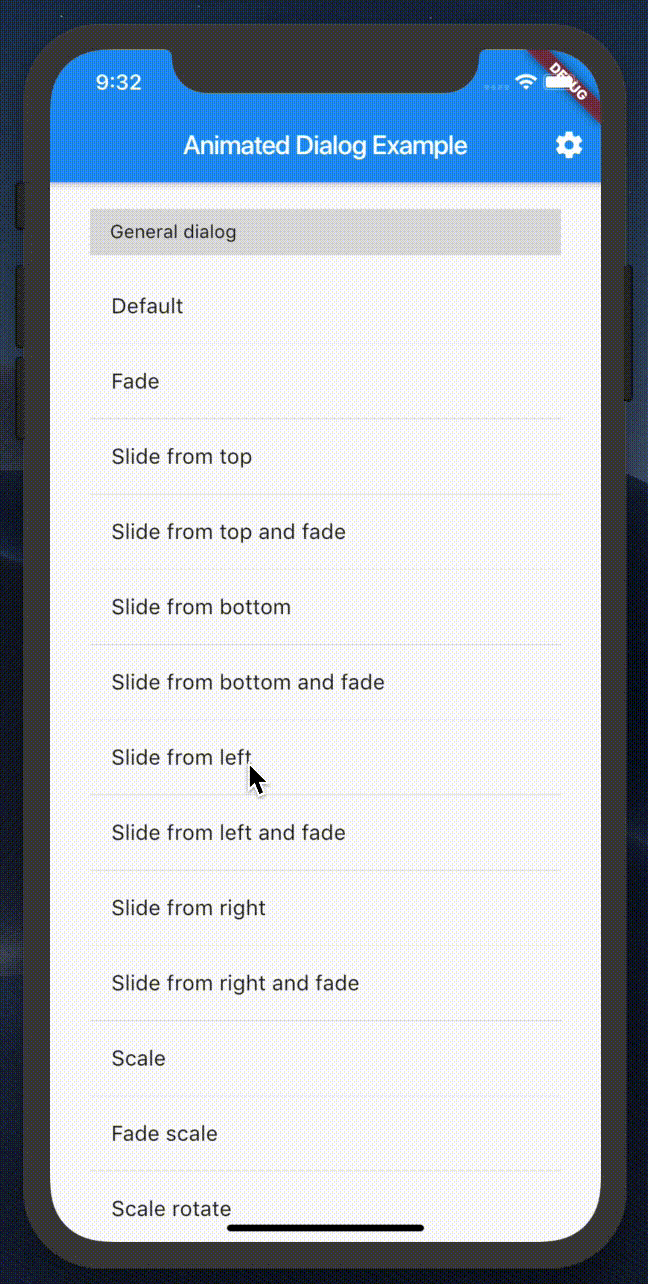 9:32
DEBUG
Animated Dialog Example
General dialog
Default
Fade
Slide from top
Slide from top and fade
Slide from bottom
Slide from bottom and fade
Slide from left
Slide from left and fade
Slide from right
Slide from right and fade
Scale
Fade scale
Scale rotate